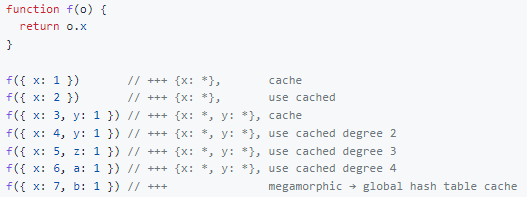 function f(o) {
  return o.x
}
f({ x: 1 })       // +++ {x: *},       cache
f({ x: 2 })       // +++ {x: *},       use cached
f({ x: 3, y: 1 }) // +++ {x: *, y: *}, cache
f({ x: 4, y: 1 }) // +++ {x: *, y: *}, use cached degree 2
f({ x: 5, z: 1 }) // +++ {x: *, y: *}, use cached degree 3
f({ x: 6, a: 1 }) // +++ {x: *, y: *}, use cached degree 4
f({ x: 7, b: 1 }) // +++               megamorphic → global hash table cache